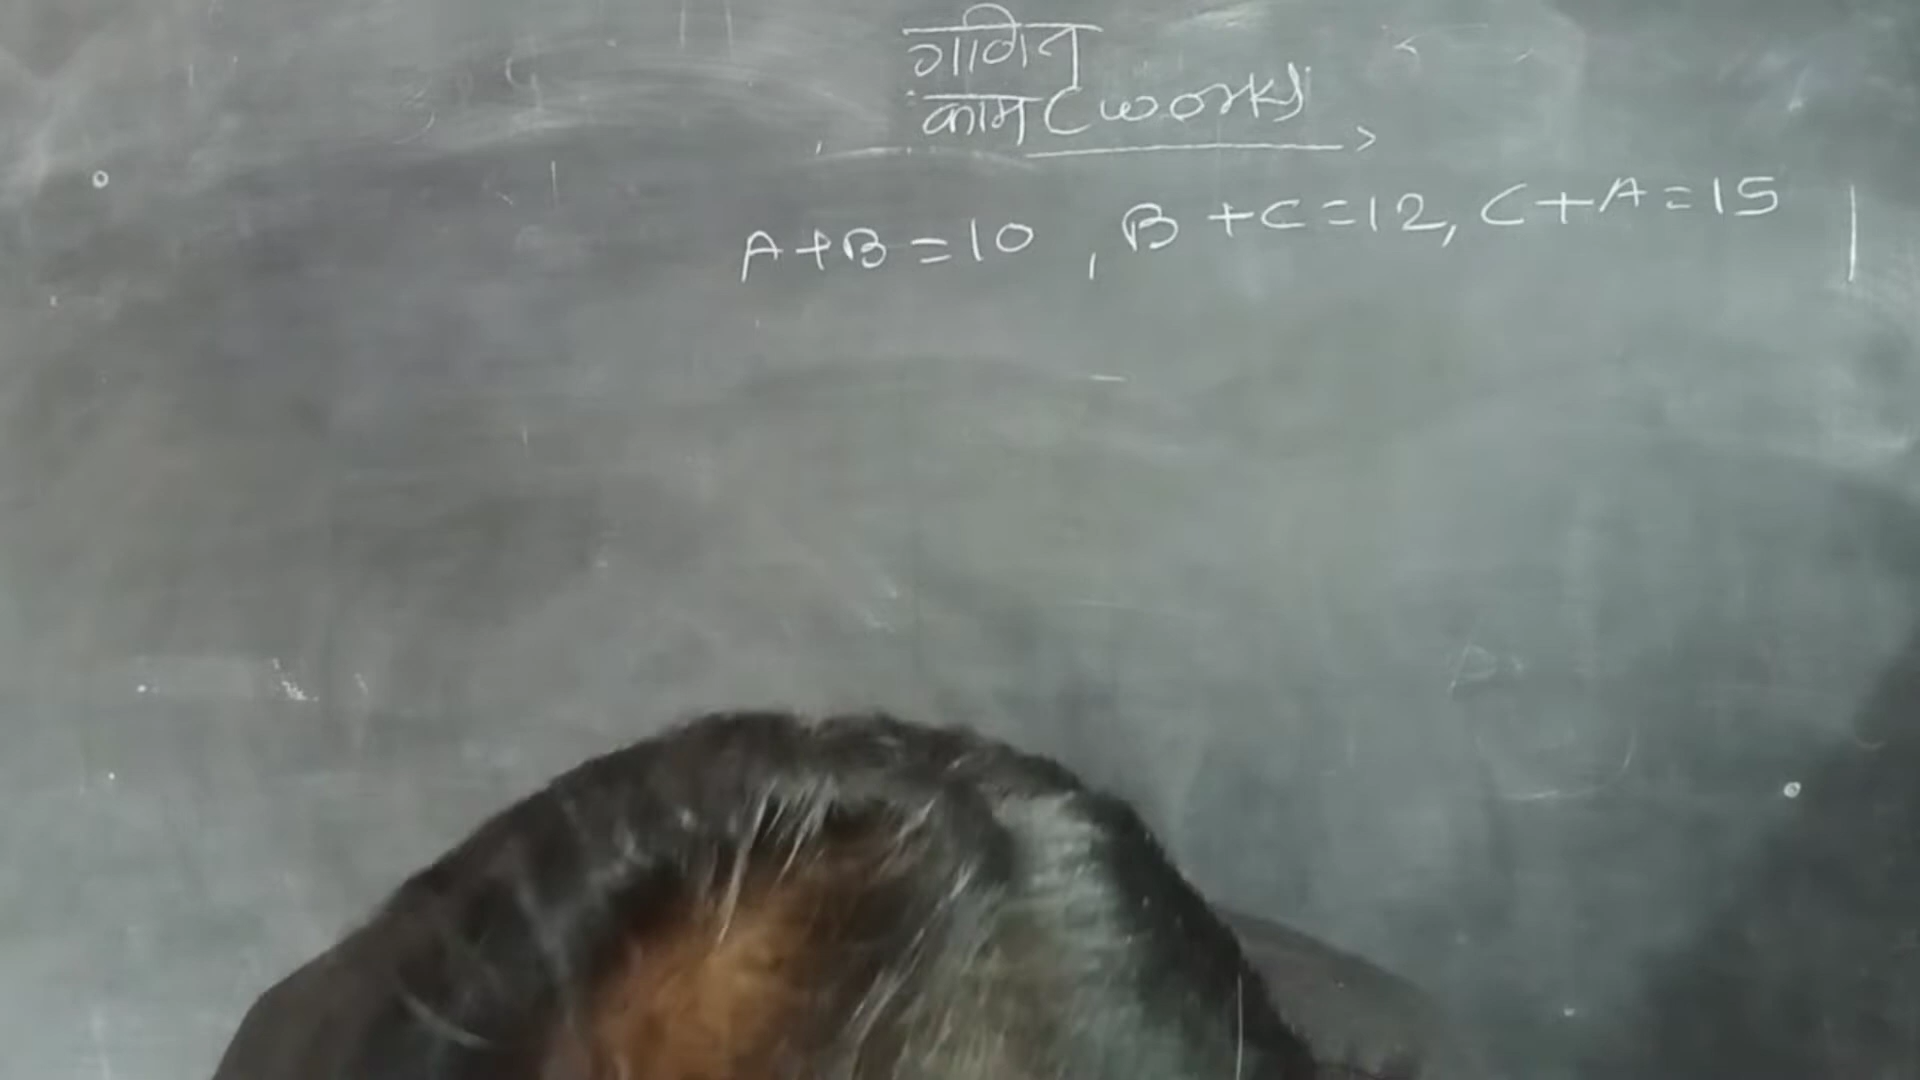 गणित
काम (work)
A+B=10, B+C=12, C+A=15 |